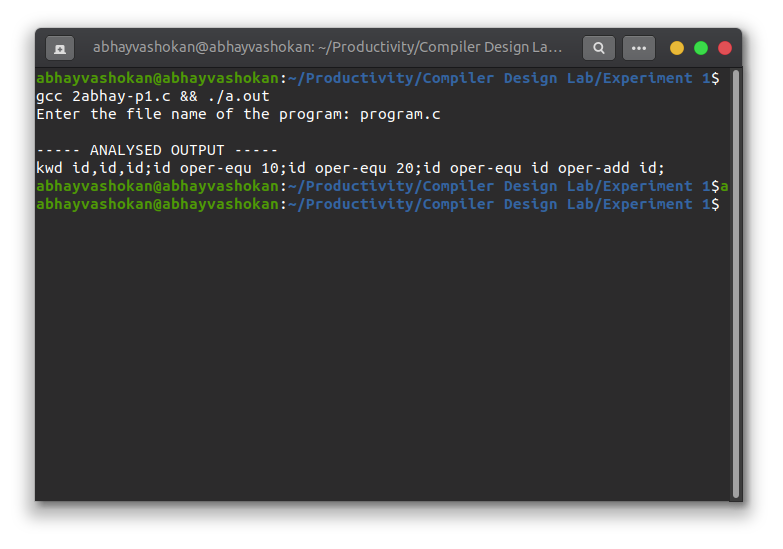 abhayvashokan@abhayvashokan: ~/Productivity/Compiler Design La...
abhayvashokan@abhayvashokan:~/Productivity/Compiler Design Lab/Experiment 1$
gcc 2abhay-p1.c && ./a.out
Enter the file name of the program: program.c
----- ANALYSED OUTPUT -----
kwd id,id,id;id oper-equ 10;id oper-equ 20;id oper-equ id oper-add id;
abhayvashokan@abhayvashokan:~/Productivity/Compiler Design Lab/Experiment 1$a
abhayvashokan@abhayvashokan:~/Productivity/Compiler Design Lab/Experiment 1$